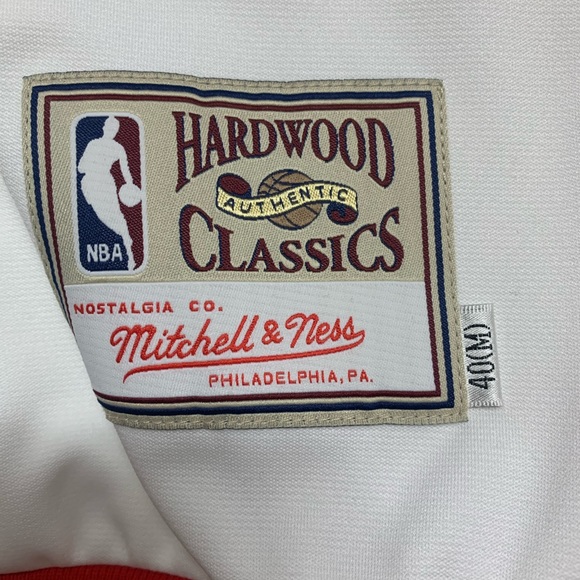 HARDWOOD
AUTHENTIC
CLASSICS
NBA
NOSTALGIA CO.
Mitchell & Ness
PHILADELPHIA, PA.
40(M)